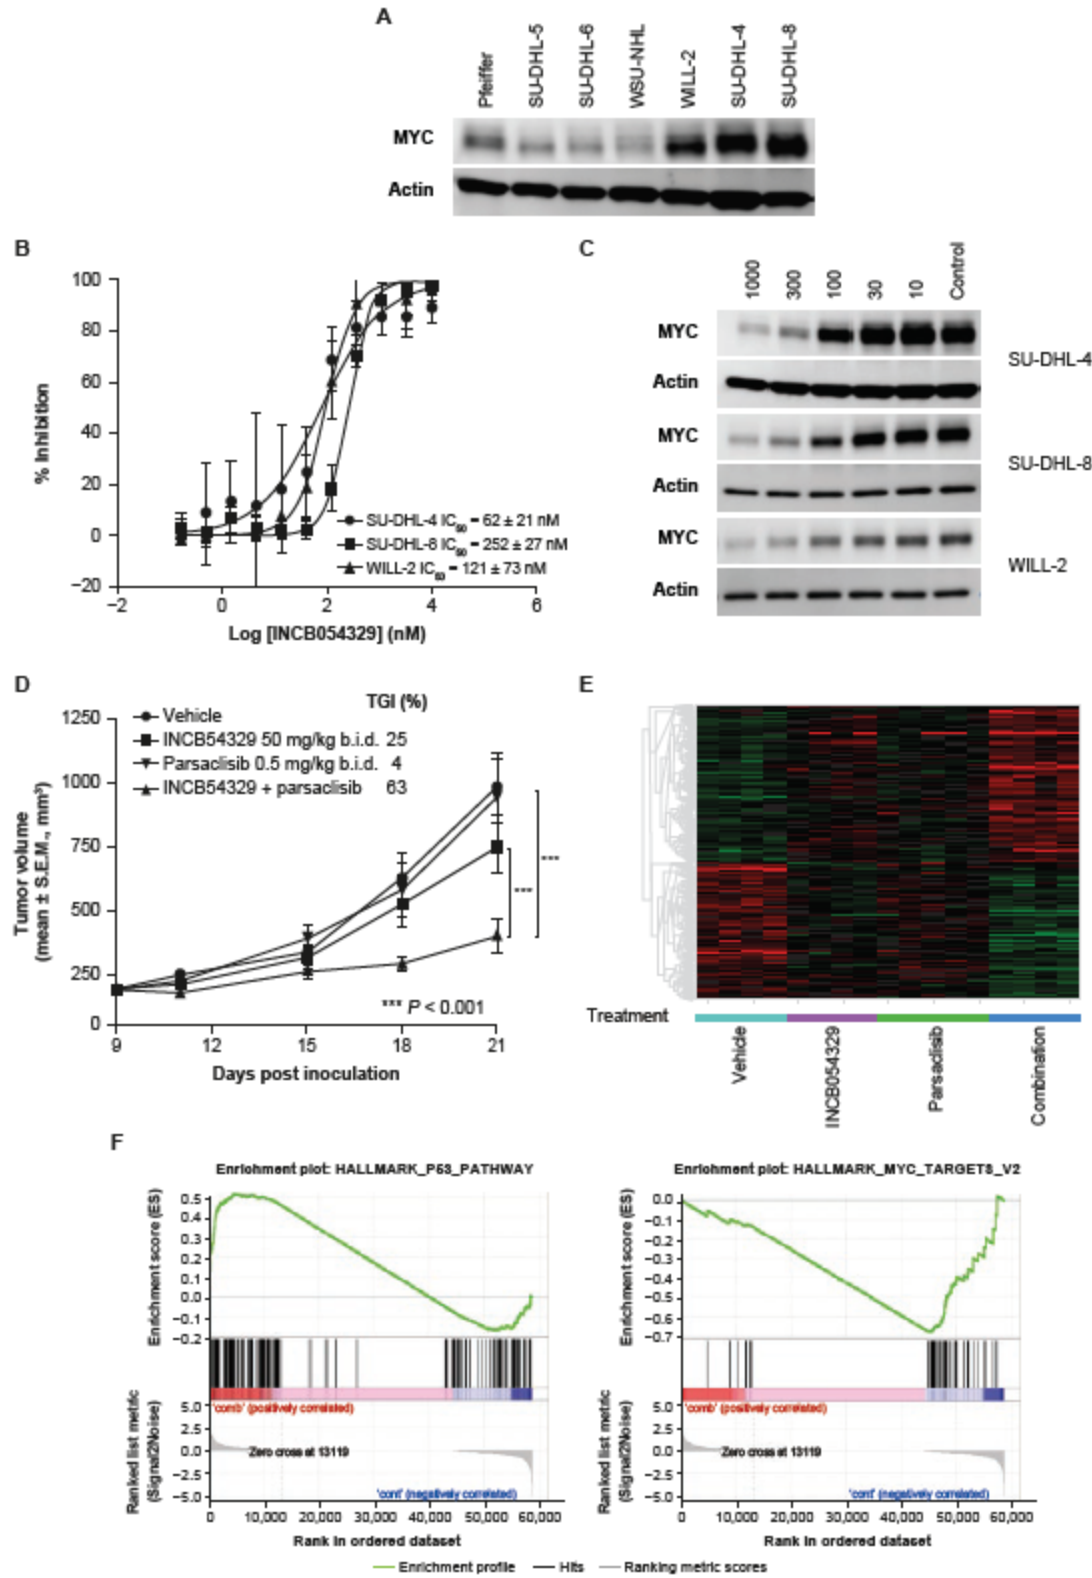 A
Pfeiffer
SU-DHL-5
SU-DHL-6
WSU-NHL
WILL-2
SU-DHL-4
SU-DHL-8
MYC
Actin
B
% Inhibition
100
80
60
40
20
0
−20
−2
0
2
4
6
Log [INCB054329] (nM)
SU-DHL-4 IC50 = 62 ± 21 nM
SU-DHL-8 IC50 = 252 ± 27 nM
WILL-2 IC50 = 121 ± 73 nM
C
1000
300
100
30
10
Control
MYC
Actin
SU-DHL-4
MYC
Actin
SU-DHL-8
MYC
Actin
WILL-2
D
TGI (%)
Vehicle
INCB54329 50 mg/kg b.i.d. 25
Parsaclisib 0.5 mg/kg b.i.d. 4
INCB54329 + parsaclisib 63
Tumor volume
(mean ± S.E.M., mm³)
1250
1000
750
500
250
0
***
***
*** P < 0.001
9
12
15
18
21
Days post inoculation
E
Treatment
Vehicle
INCB054329
Parsaclisib
Combination
F
Enrichment plot: HALLMARK_P53_PATHWAY
Enrichment score (ES)
0.5
0.4
0.3
0.2
0.1
0.0
−0.1
−0.2
Ranked list metric
(Signal2Noise)
5.0
2.5
0.0
−2.5
−5.0
'comb' (positively correlated)
Zero cross at 13119
'cont' (negatively correlated)
0
10,000
20,000
30,000
40,000
50,000
60,000
Rank in ordered dataset
Enrichment plot: HALLMARK_MYC_TARGETS_V2
Enrichment score (ES)
0.0
−0.1
−0.2
−0.3
−0.4
−0.5
−0.6
−0.7
Ranked list metric
(Signal2Noise)
5.0
2.5
0.0
−2.5
−5.0
'comb' (positively correlated)
Zero cross at 13119
'cont' (negatively correlated)
0
10,000
20,000
30,000
40,000
50,000
60,000
Rank in ordered dataset
Enrichment profile
Hits
Ranking metric scores